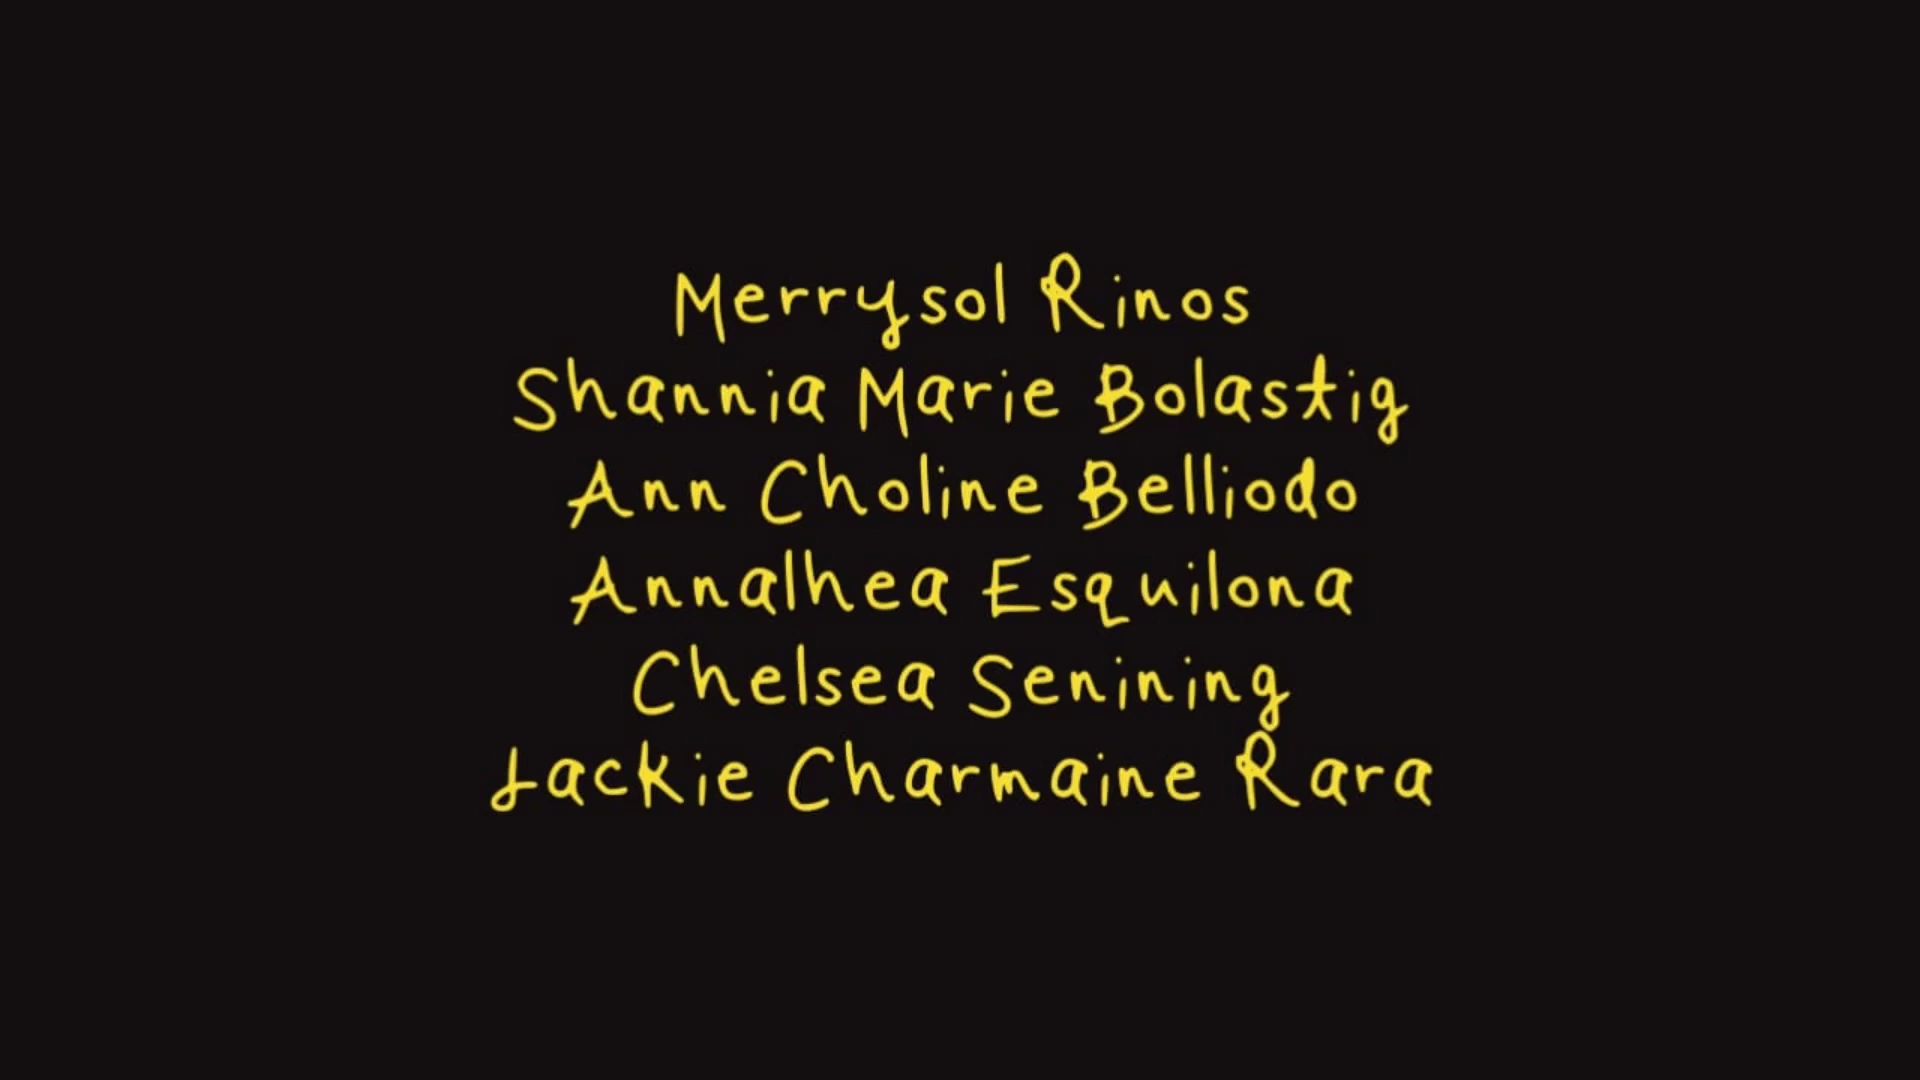 Merrysol Rinos
Shannia Marie Bolastig
Ann Choline Belliodo
Annalhea Esquilona
Chelsea Senining
Jackie Charmaine Rara